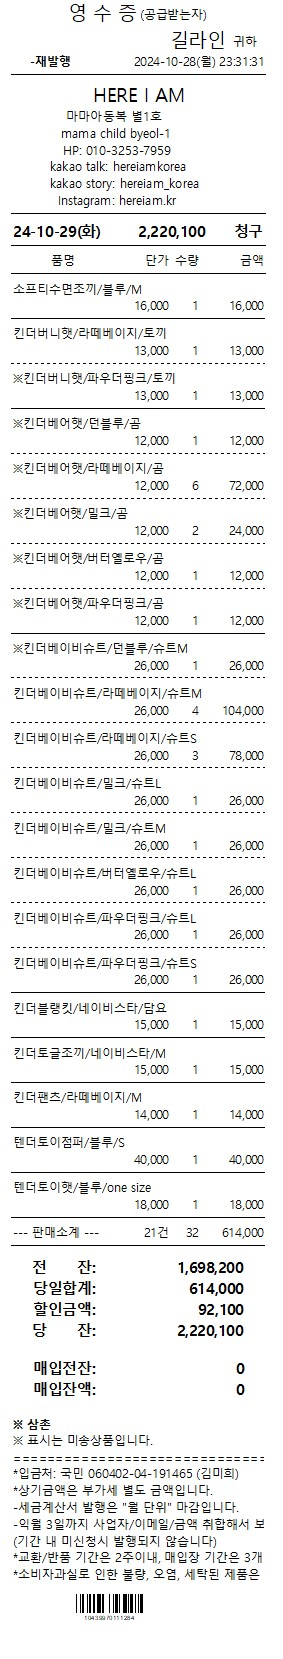 영 수 증 (공급받는자)
길라인 귀하
-재발행 2024-10-28(월) 23:31:31
HERE I AM
마마아동복 별1호
mama child byeol-1
HP: 010-3253-7959
kakao talk: hereiamkorea
kakao story: hereiam_korea
Instagram: hereiam.kr
24-10-29(화) 2,220,100 청구
품명 단가 수량 금액
소프티수면조끼/블루/M
16,000 1 16,000
킨더버니햇/라떼베이지/토끼
13,000 1 13,000
※킨더버니햇/파우더핑크/토끼
13,000 1 13,000
※킨더베어햇/던블루/곰
12,000 1 12,000
※킨더베어햇/라떼베이지/곰
12,000 6 72,000
※킨더베어햇/밀크/곰
12,000 2 24,000
※킨더베어햇/버터옐로우/곰
12,000 1 12,000
※킨더베어햇/파우더핑크/곰
12,000 1 12,000
※킨더베이비슈트/던블루/슈트M
26,000 1 26,000
킨더베이비슈트/라떼베이지/슈트M
26,000 4 104,000
킨더베이비슈트/라떼베이지/슈트S
26,000 3 78,000
킨더베이비슈트/밀크/슈트L
26,000 1 26,000
킨더베이비슈트/밀크/슈트M
26,000 1 26,000
킨더베이비슈트/버터옐로우/슈트L
26,000 1 26,000
킨더베이비슈트/파우더핑크/슈트L
26,000 1 26,000
킨더베이비슈트/파우더핑크/슈트S
26,000 1 26,000
킨더블랭킷/네이비스타/담요
15,000 1 15,000
킨더토글조끼/네이비스타/M
15,000 1 15,000
킨더팬츠/라떼베이지/M
14,000 1 14,000
텐더토이점퍼/블루/S
40,000 1 40,000
텐더토이햇/블루/one size
18,000 1 18,000
--- 판매소계 --- 21건 32 614,000
전 잔: 1,698,200
당일합계: 614,000
할인금액: 92,100
당 잔: 2,220,100
매입전잔: 0
매입잔액: 0
※ 삼촌
※ 표시는 미송상품입니다.
==============================
*입금처: 국민 060402-04-191465 (김미희)
*상기금액은 부가세 별도 금액입니다.
-세금계산서 발행은 "월 단위" 마감입니다.
-익월 3일까지 사업자/이메일/금액 취합해서 보
(기간 내 미신청시 발행되지 않습니다)
*교환/반품 기간은 2주이내, 매입장 기간은 3개
*소비자과실로 인한 불량, 오염, 세탁된 제품은
10439970111284